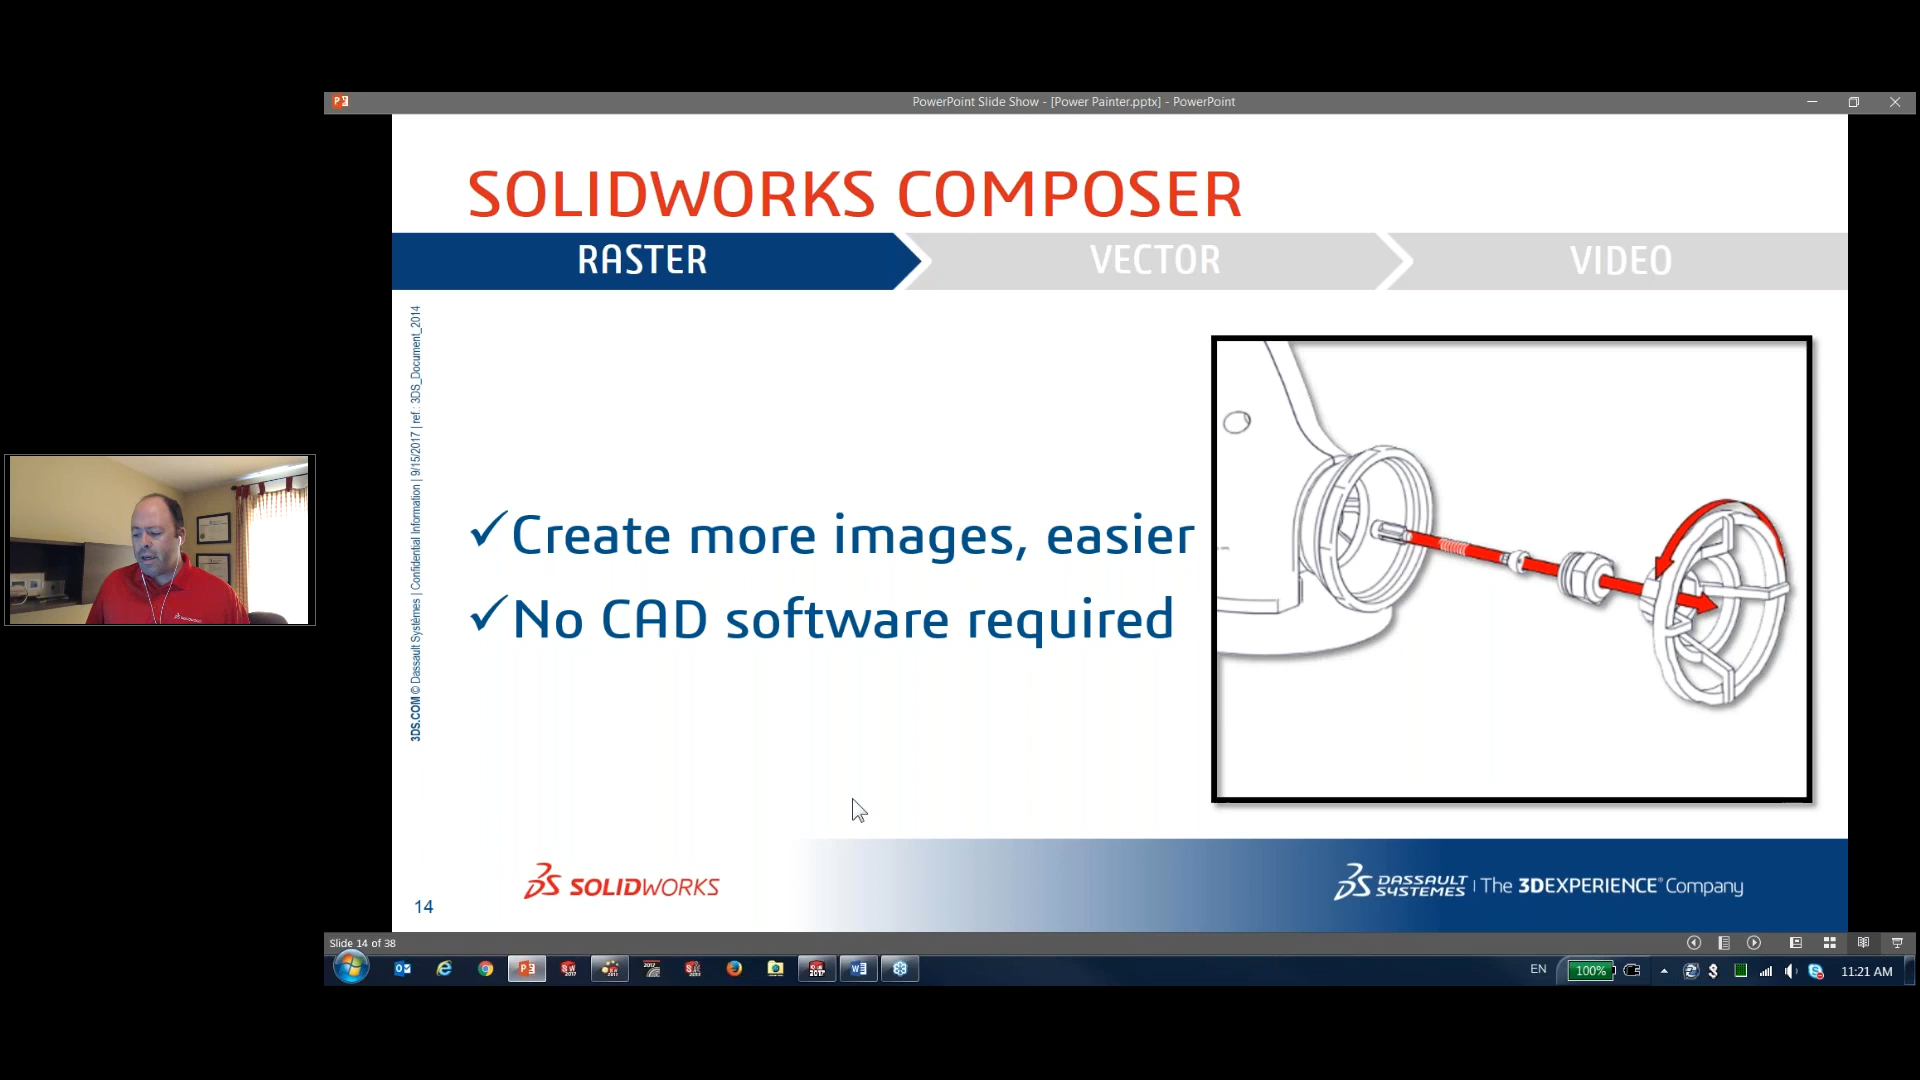 PowerPoint Slide Show - [Power Painter.pptx] - PowerPoint
SOLIDWORKS COMPOSER
RASTER
VECTOR
VIDEO
3DS.COM © Dassault Systèmes | Confidential Information | 9/15/2017 | ref.: 3DS_Document_2014
✓Create more images, easier
✓No CAD software required
SOLIDWORKS
DASSAULT SYSTEMES | The 3DEXPERIENCE® Company
14
Slide 14 of 38
EN
100%
11:21 AM